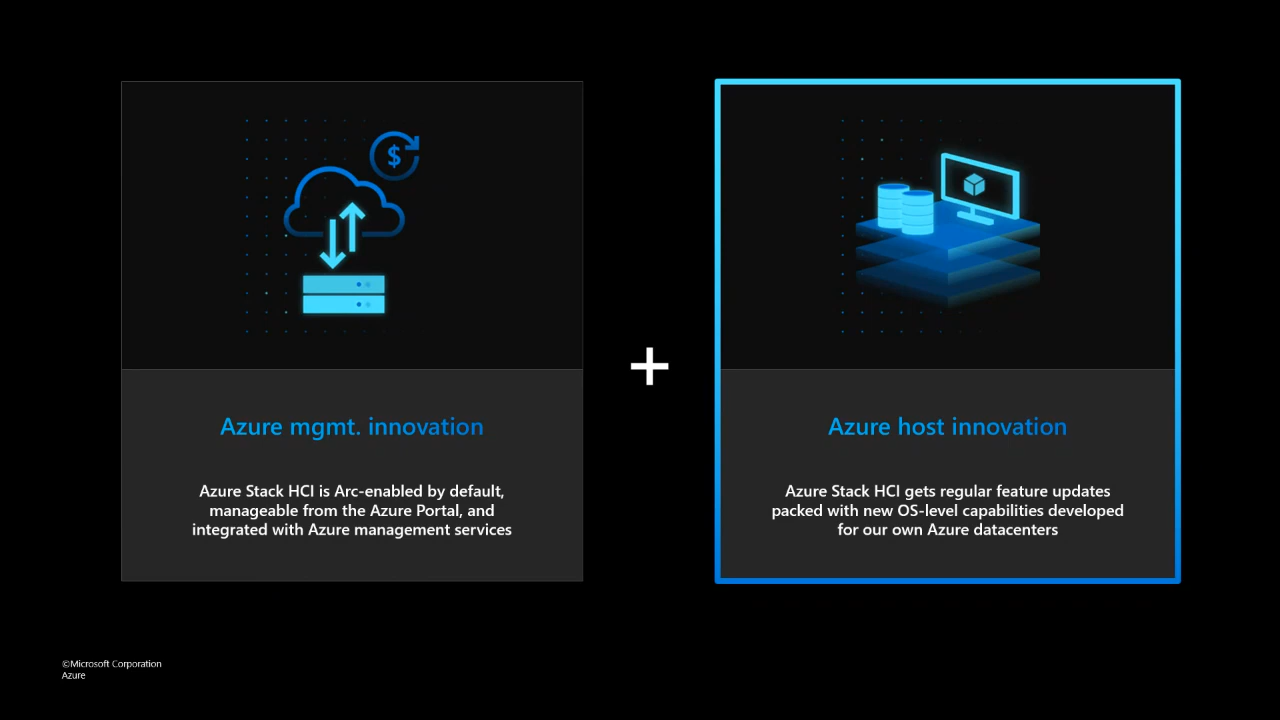 $
+
Azure mgmt. innovation
Azure Stack HCI is Arc-enabled by default,
manageable from the Azure Portal, and
integrated with Azure management services
Azure host innovation
Azure Stack HCI gets regular feature updates
packed with new OS-level capabilities developed
for our own Azure datacenters
©Microsoft Corporation
Azure